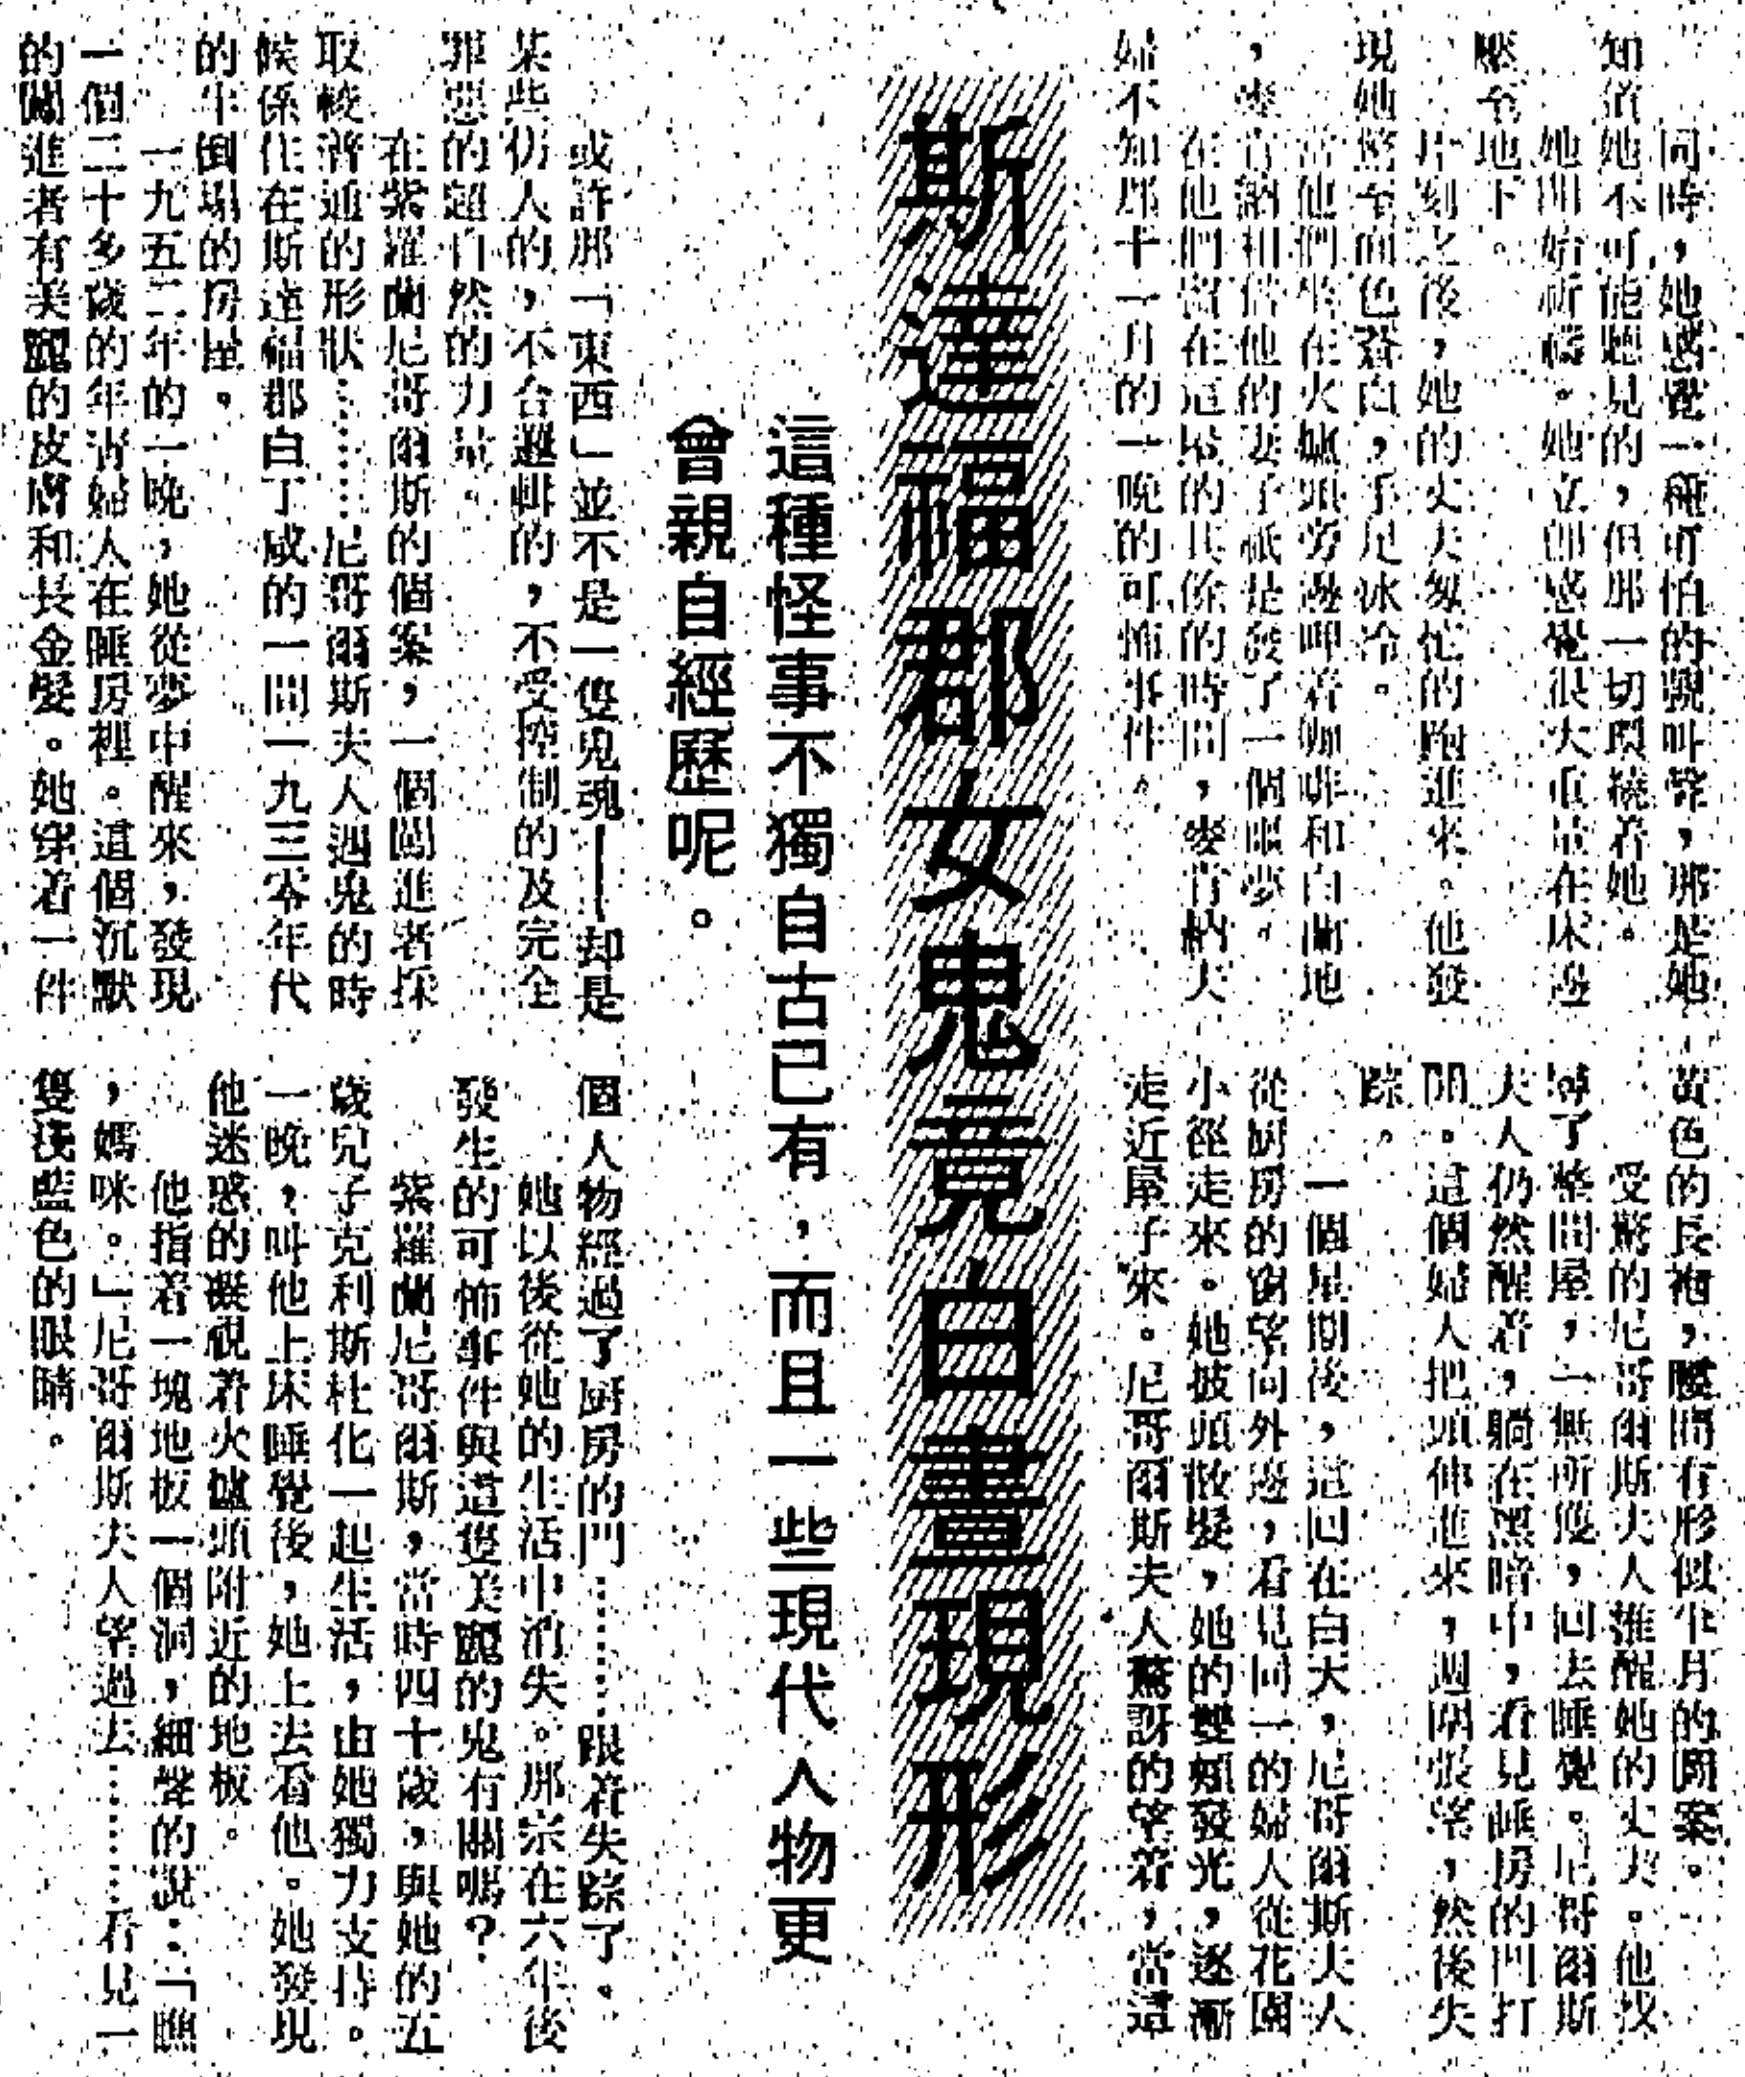 同時，她感覺一種可怕的號叫聲，那是她
知道她不可能聽見的，但那一切環繞着她。
她開始祈禱。她立即感覺很大重量在床邊
壓至地下。
片刻之後，她的丈夫匆忙的跑進來。他發
現她至面色蒼白，手足冰冷。
當他們坐在火爐頭旁邊呷着咖啡和白蘭地
，麥肯納相信他的妻子祇是發了一個噩夢。
在他們留在這屋的其餘的時間，麥肯納夫
婦不知那十一月的一晚的可怖事件。
斯達福郡女鬼竟白晝現形
這種怪事不獨自古已有，而且一些現代人物更
曾親自經歷呢。
或許那「東西」並不是一隻鬼魂——却是
某些仍人的，不合邏輯的，不受控制的及完全
罪惡的超自然的力量。
在紫羅蘭尼哥爾斯的個案，一個闖進者採
取較普通的形狀………尼哥爾斯夫人遇鬼的時
候係住在斯達福郡白丁咸的一間一九三零年代
的半倒塌的房屋。
一九五二年的一晚，她從夢中醒來，發現
一個二十多歲的年青婦人在睡房裡。這個沉默
的闖進者有美麗的皮膚和長金髮。她穿着一件
黃色的長袍，腰間有形似半月的圖案。
受驚的尼哥爾斯夫人推醒她的丈夫。他找
尋了整間屋，一無所獲，回去睡覺。尼哥爾斯
夫人仍然醒着，躺在黑暗中，看見睡房的門打
開。這個婦人把頭伸進來，週圍張望，然後失
踪。
一個星期後，這回在白天，尼哥爾斯夫人
從厨房的窗望向外邊，看見同一的婦人從花園
小徑走來。她披頭散髮，她的雙頰發光，逐漸
走近屋子來。尼哥爾斯夫人驚訝的望着，當這
個人物經過了厨房的門………跟着失踪了。
她以後從她的生活中消失。那宗在六年後
發生的可怖事件與這隻美麗的鬼有關嗎？
紫羅蘭尼哥爾斯，當時四十歲，與她的五
歲兒子克利斯杜化一起生活，由她獨力支持。
一晚，叫他上床睡覺後，她上去看他。她發現
他迷惑的凝視着火爐頭附近的地板。
他指着一塊地板一個洞，細聲的說：「瞧
，媽咪。」尼哥爾斯夫人望過去………看見一
隻淺藍色的眼睛。